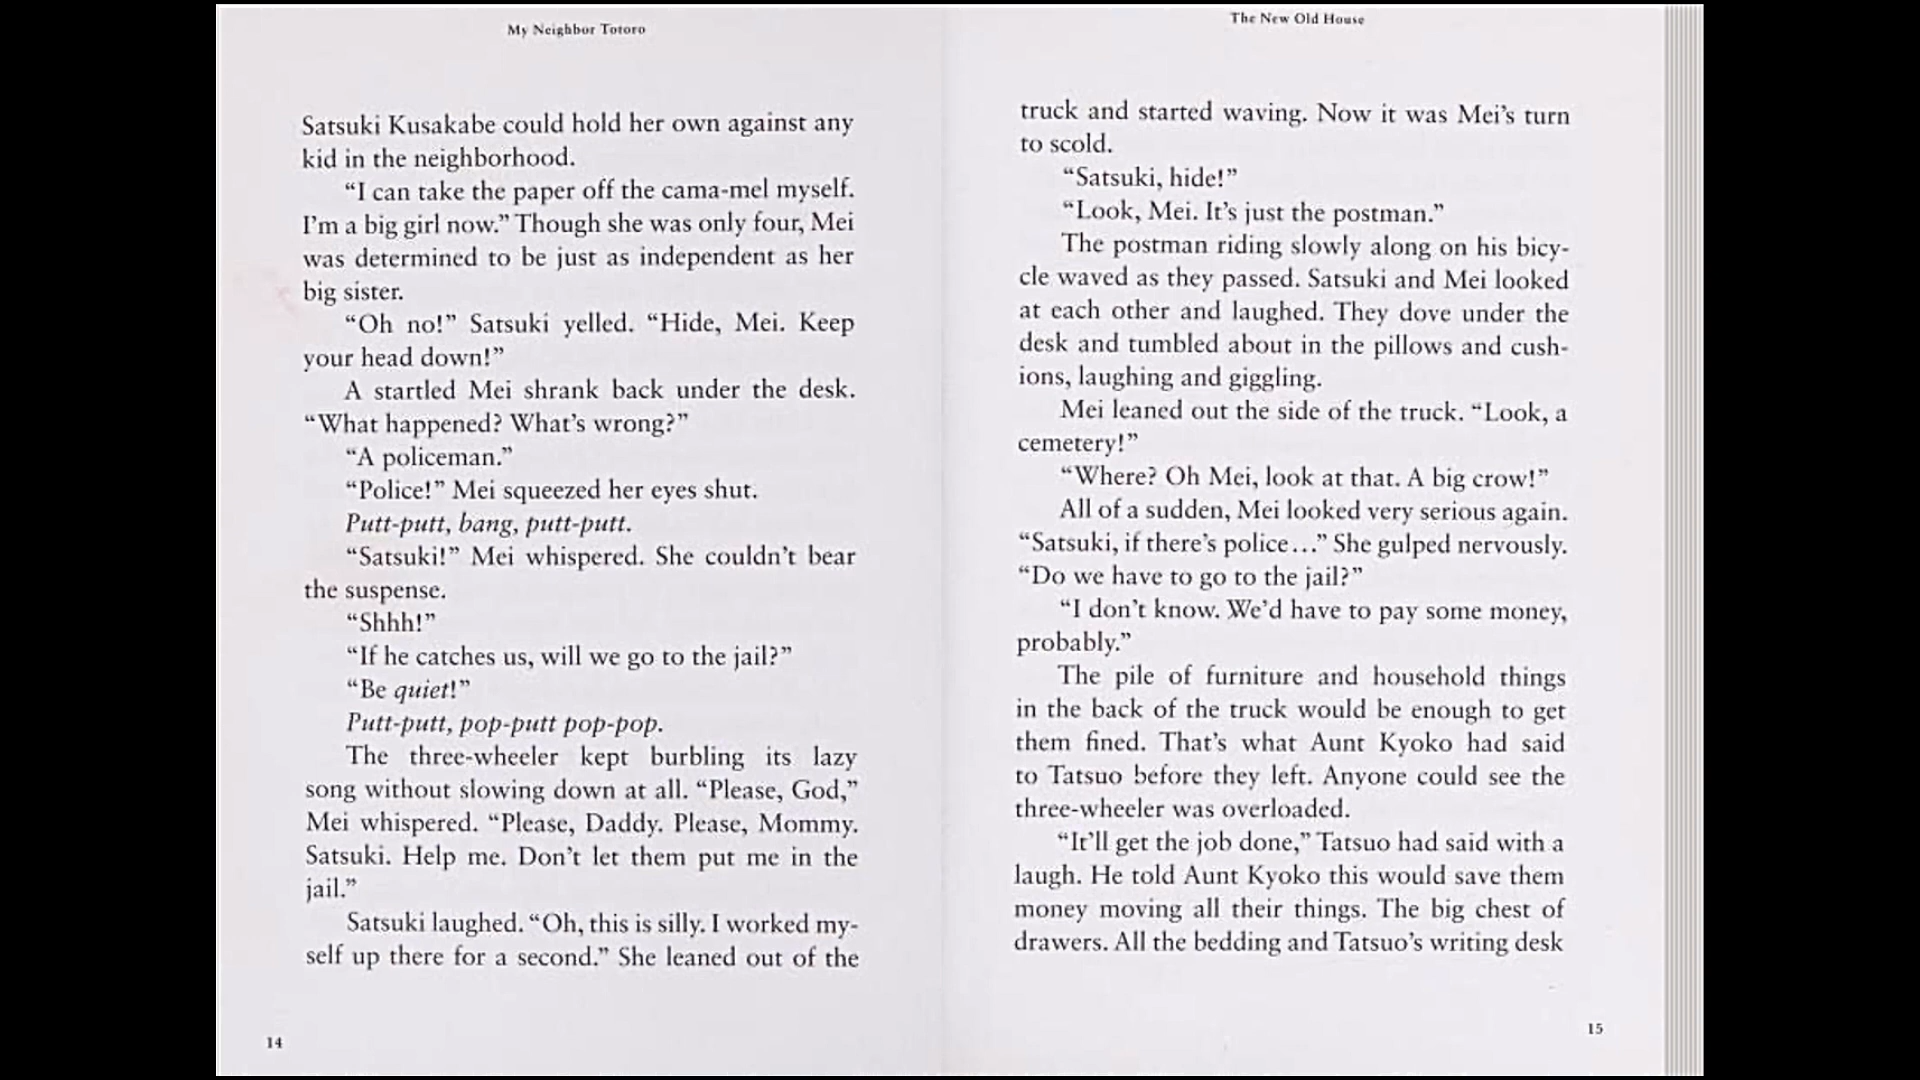 My Neighbor Totoro
Satsuki Kusakabe could hold her own against any
kid in the neighborhood.
“I can take the paper off the cama-mel myself.
I’m a big girl now.” Though she was only four, Mei
was determined to be just as independent as her
big sister.
“Oh no!” Satsuki yelled. “Hide, Mei. Keep
your head down!”
A startled Mei shrank back under the desk.
“What happened? What’s wrong?”
“A policeman.”
“Police!” Mei squeezed her eyes shut.
Putt-putt, bang, putt-putt.
“Satsuki!” Mei whispered. She couldn’t bear
the suspense.
“Shhh!”
“If he catches us, will we go to the jail?”
“Be quiet!”
Putt-putt, pop-putt pop-pop.
The three-wheeler kept burbling its lazy
song without slowing down at all. “Please, God,”
Mei whispered. “Please, Daddy. Please, Mommy.
Satsuki. Help me. Don’t let them put me in the
jail.”
Satsuki laughed. “Oh, this is silly. I worked my-
self up there for a second.” She leaned out of the
14
The New Old House
truck and started waving. Now it was Mei’s turn
to scold.
“Satsuki, hide!”
“Look, Mei. It’s just the postman.”
The postman riding slowly along on his bicy-
cle waved as they passed. Satsuki and Mei looked
at each other and laughed. They dove under the
desk and tumbled about in the pillows and cush-
ions, laughing and giggling.
Mei leaned out the side of the truck. “Look, a
cemetery!”
“Where? Oh Mei, look at that. A big crow!”
All of a sudden, Mei looked very serious again.
“Satsuki, if there’s police…” She gulped nervously.
“Do we have to go to the jail?”
“I don’t know. We’d have to pay some money,
probably.”
The pile of furniture and household things
in the back of the truck would be enough to get
them fined. That’s what Aunt Kyoko had said
to Tatsuo before they left. Anyone could see the
three-wheeler was overloaded.
“It’ll get the job done,” Tatsuo had said with a
laugh. He told Aunt Kyoko this would save them
money moving all their things. The big chest of
drawers. All the bedding and Tatsuo’s writing desk
15